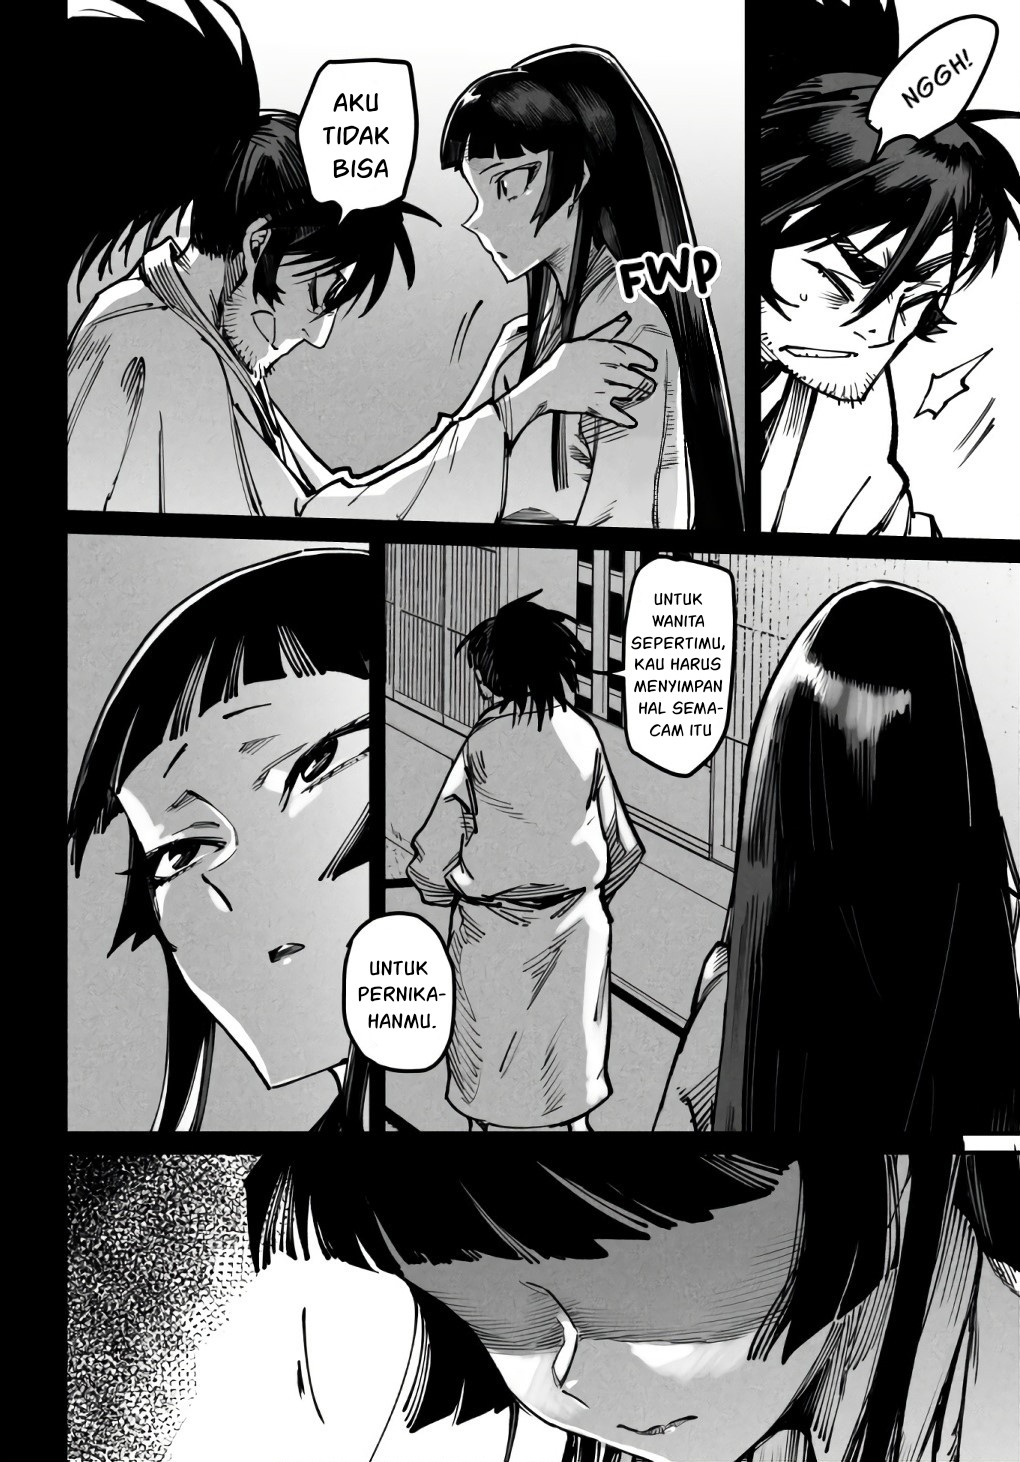 NGGH!
AKU
TIDAK
BISA
FWP
UNTUK
WANITA
SEPERTIMU,
KAU HARUS
MENYIMPAN
HAL SEMA-
CAM ITU
UNTUK
PERNIKA-
HANMU.